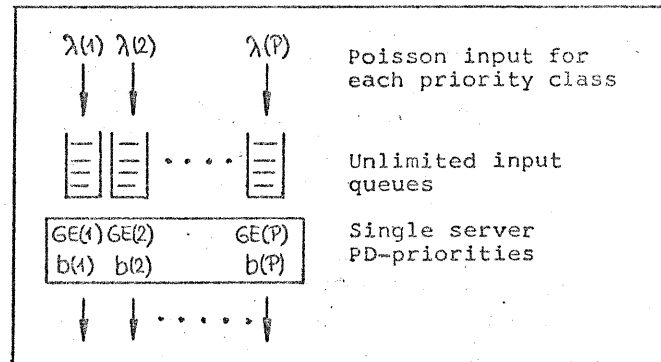 λ(1) λ(2) λ(P)
Poisson input for
each priority class
Unlimited input
queues
GE(1) GE(2) GE(P)
b(1) b(2) b(P)
Single server
PD-priorities